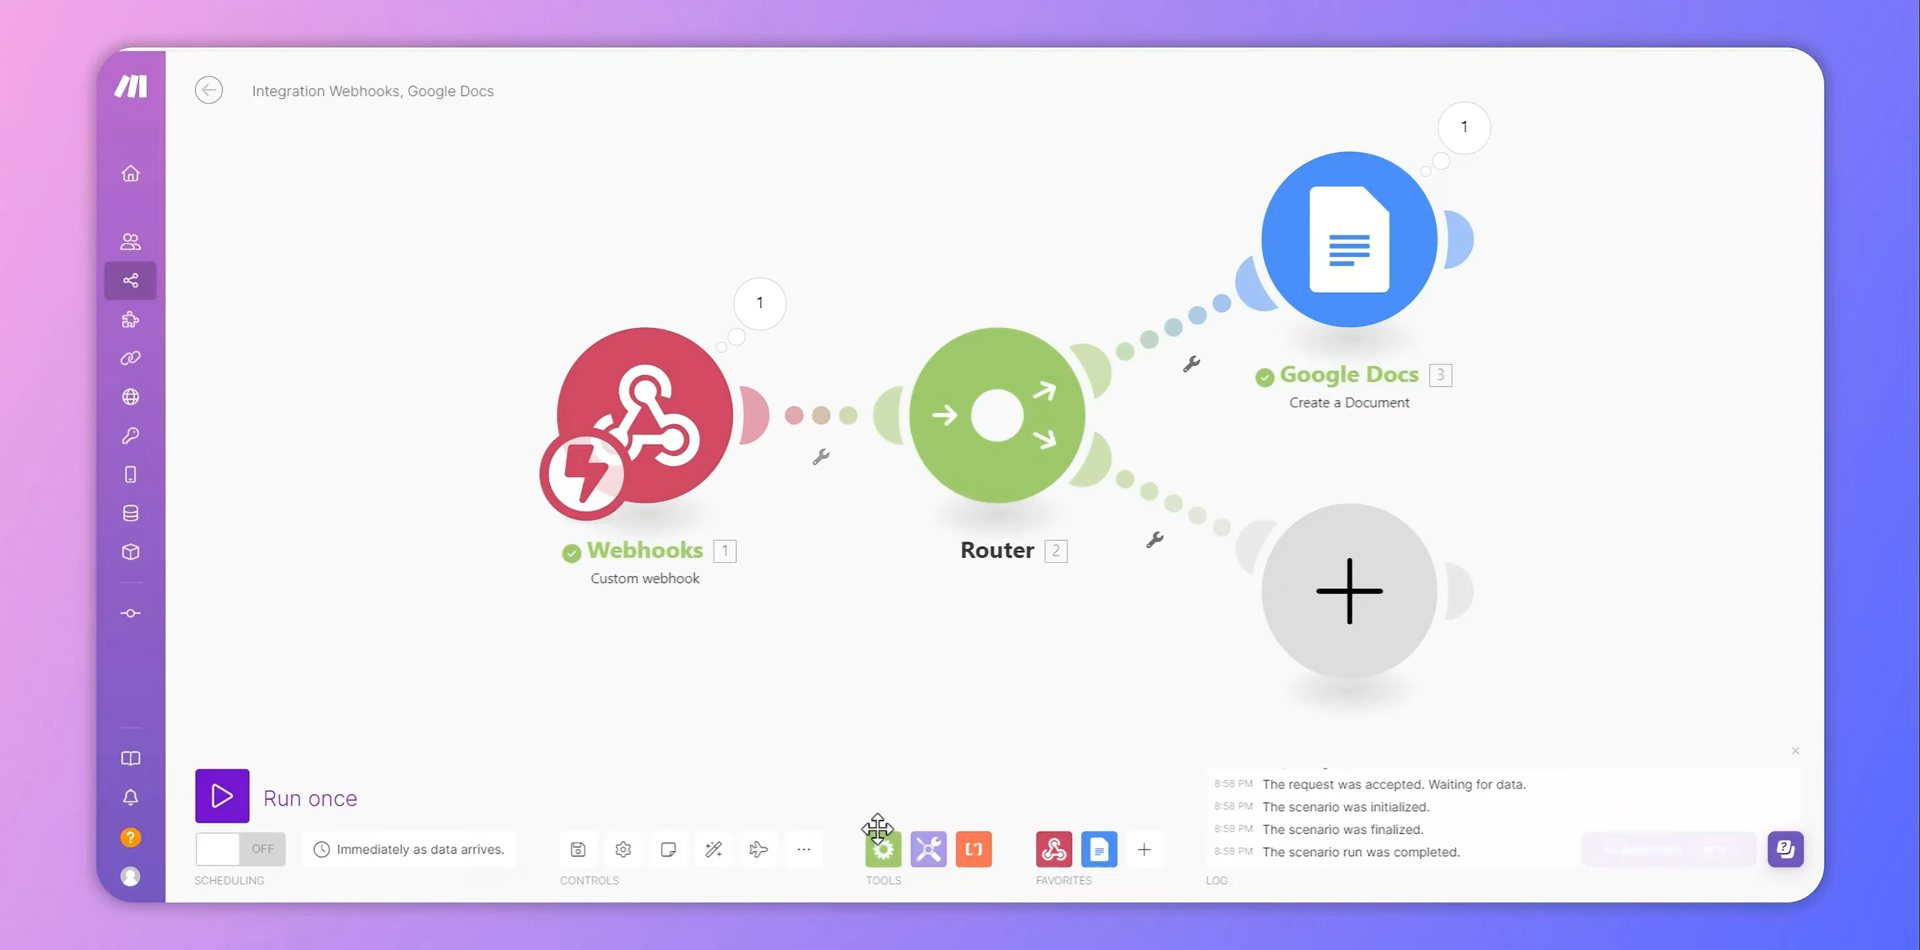 Integration Webhooks, Google Docs
1
1
Google Docs 3
Create a Document
Webhooks 1
Custom webhook
Router 2
Run once
OFF
Immediately as data arrives.
SCHEDULING
CONTROLS
TOOLS
FAVORITES
8:58 PM The request was accepted. Waiting for data.
8:58 PM The scenario was initialized.
8:58 PM The scenario was finalized.
8:58 PM The scenario run was completed.
LOG
?
?